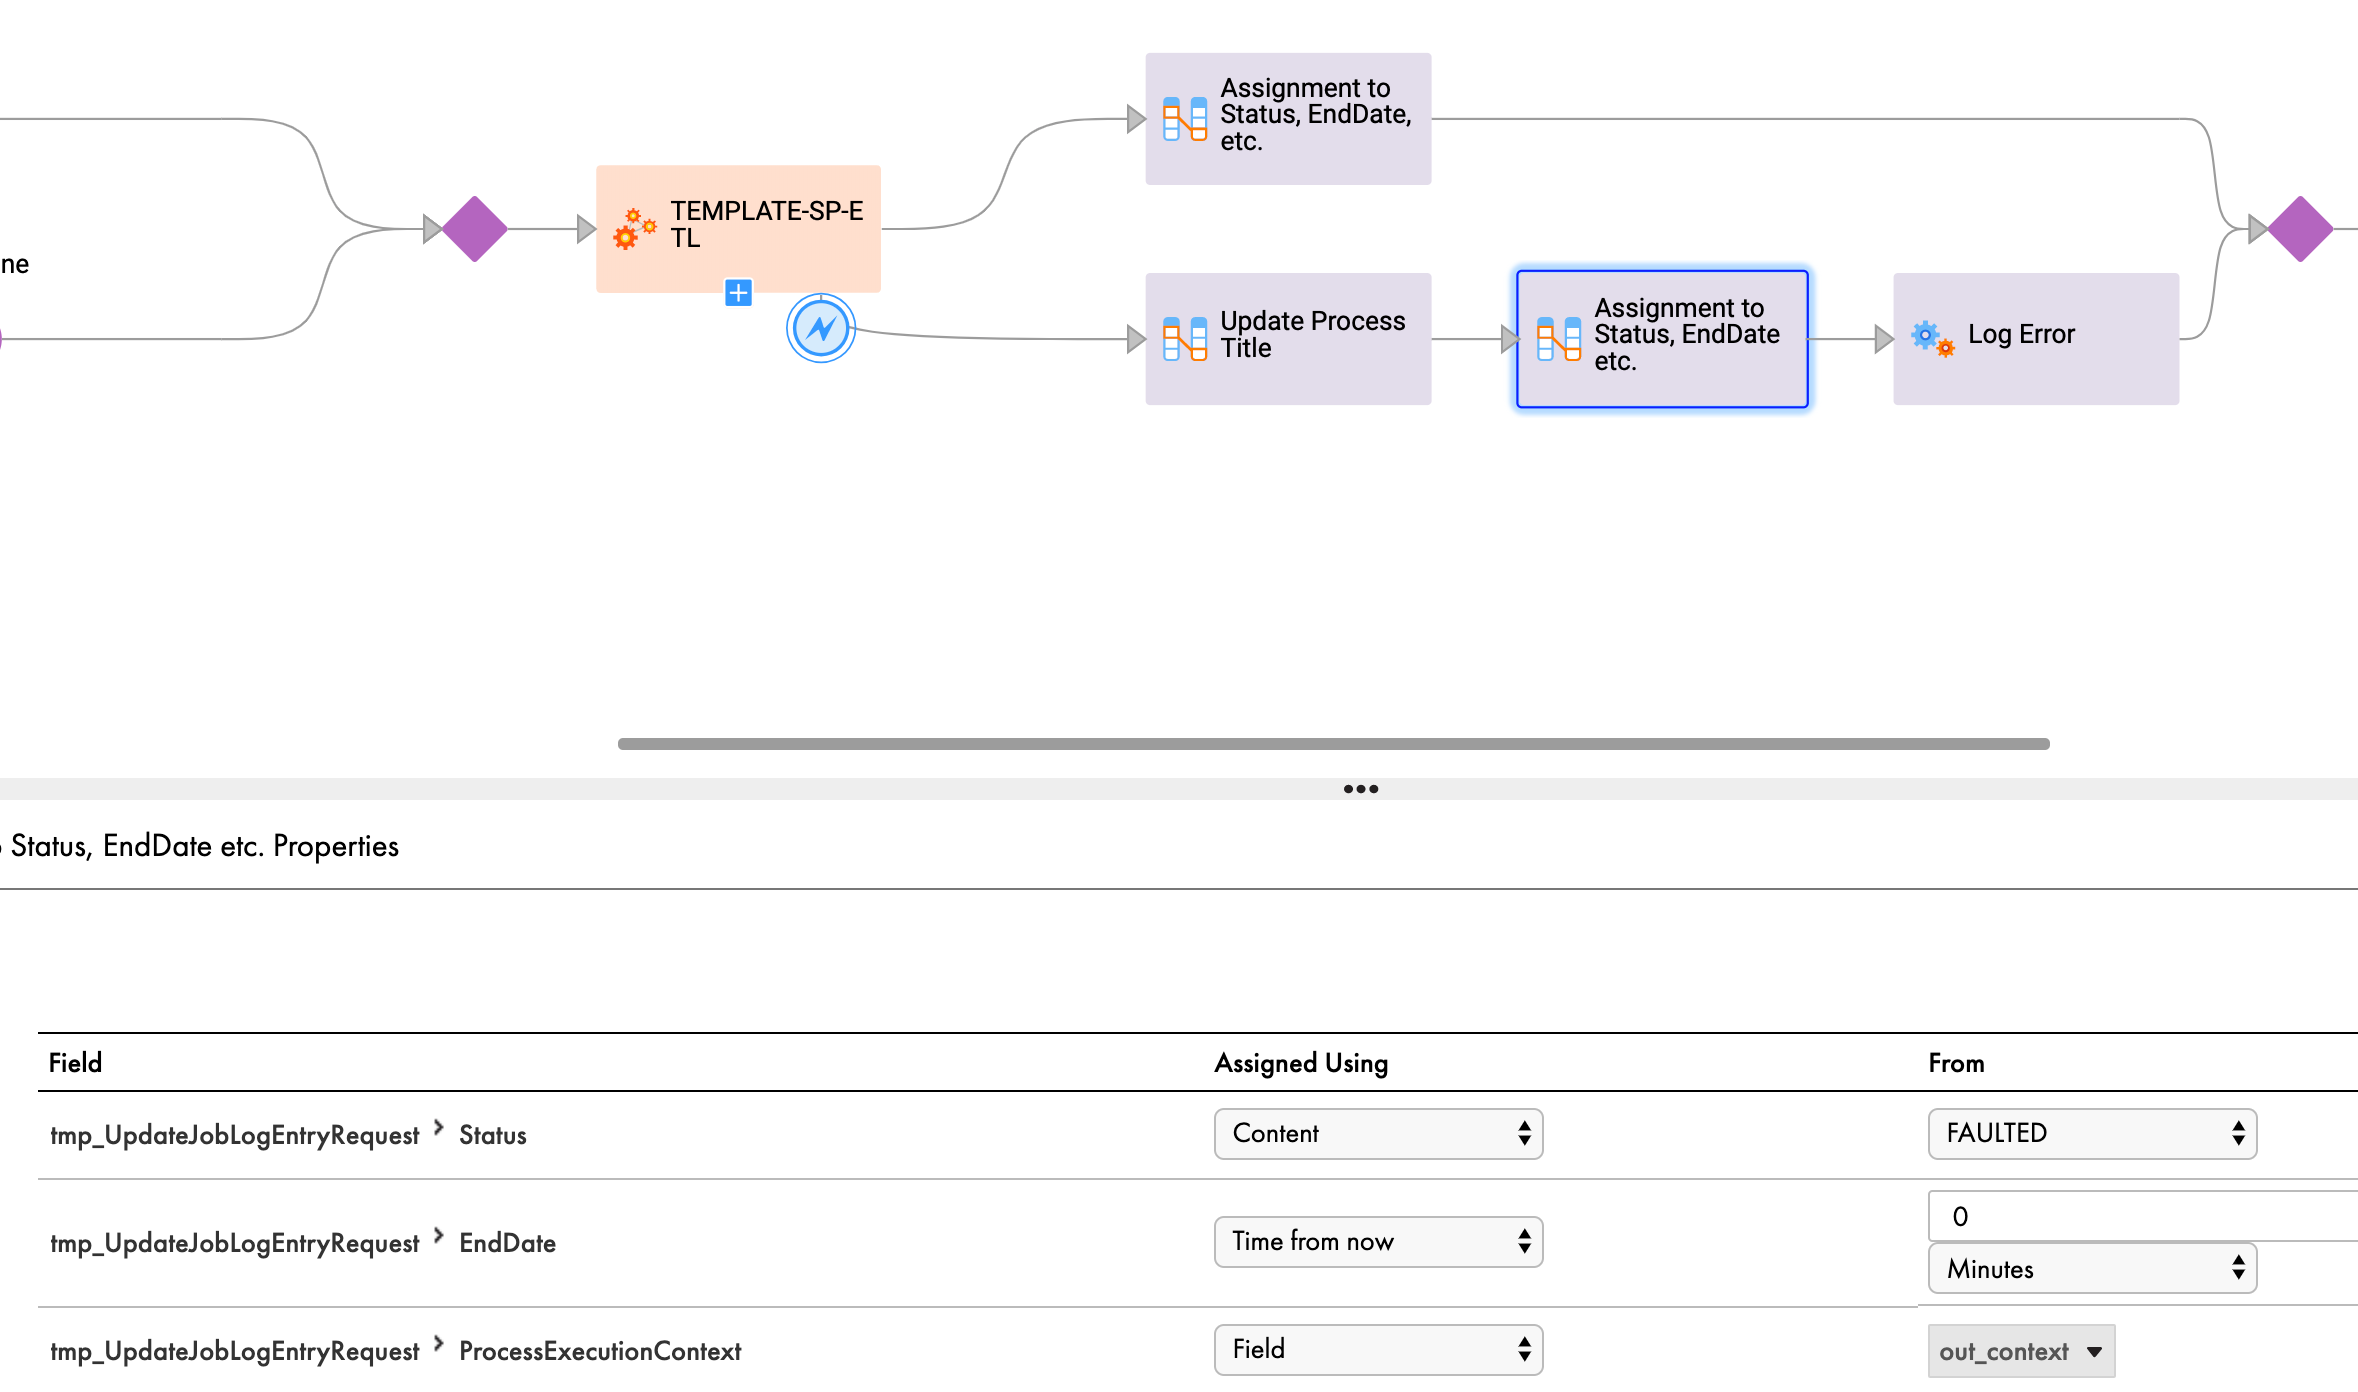 ne
TEMPLATE-SP-E
TL
Assignment to
Status, EndDate,
etc.
Update Process
Title
Assignment to
Status, EndDate
etc.
Log Error
Status, EndDate etc. Properties
Field Assigned Using From
tmp_UpdateJobLogEntryRequest > Status Content FAULTED
tmp_UpdateJobLogEntryRequest > EndDate Time from now 0
Minutes
tmp_UpdateJobLogEntryRequest > ProcessExecutionContext Field out_context